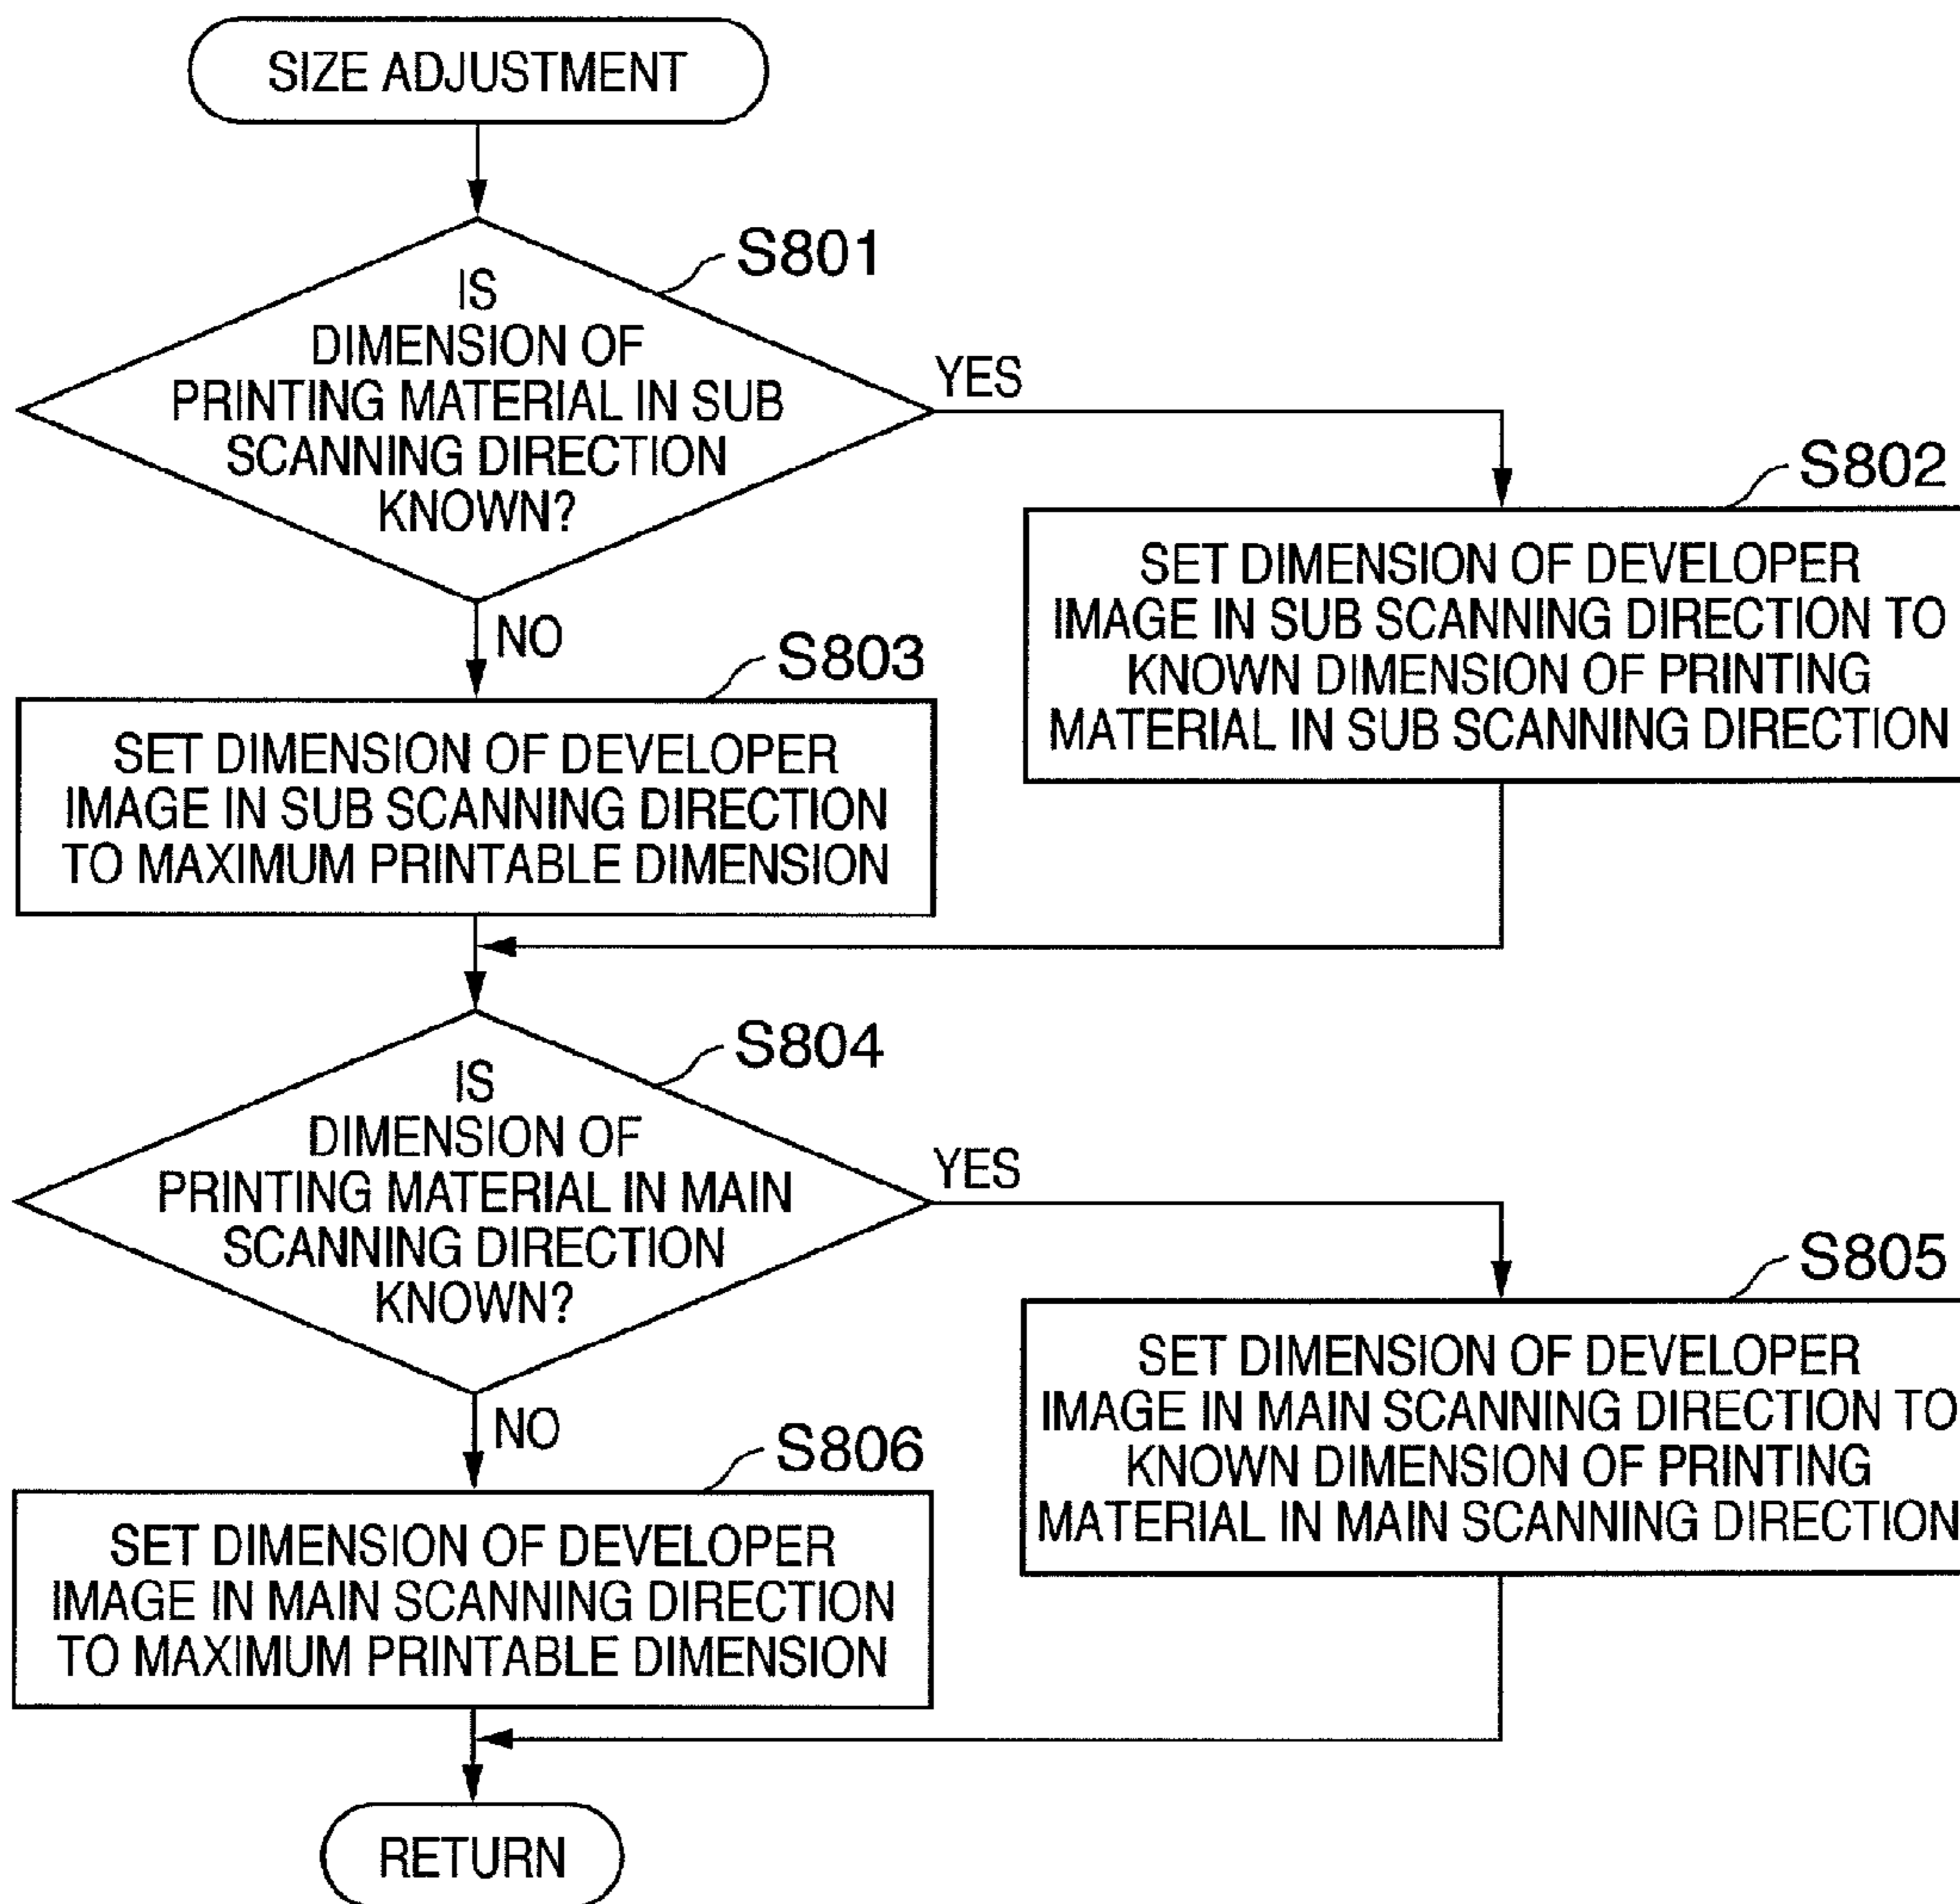 SIZE ADJUSTMENT
S801
IS
DIMENSION OF
PRINTING MATERIAL IN SUB
SCANNING DIRECTION
KNOWN?
YES
NO
S802
SET DIMENSION OF DEVELOPER
IMAGE IN SUB SCANNING DIRECTION TO
KNOWN DIMENSION OF PRINTING
MATERIAL IN SUB SCANNING DIRECTION
S803
SET DIMENSION OF DEVELOPER
IMAGE IN SUB SCANNING DIRECTION
TO MAXIMUM PRINTABLE DIMENSION
S804
IS
DIMENSION OF
PRINTING MATERIAL IN MAIN
SCANNING DIRECTION
KNOWN?
YES
NO
S805
SET DIMENSION OF DEVELOPER
IMAGE IN MAIN SCANNING DIRECTION TO
KNOWN DIMENSION OF PRINTING
MATERIAL IN MAIN SCANNING DIRECTION
S806
SET DIMENSION OF DEVELOPER
IMAGE IN MAIN SCANNING DIRECTION
TO MAXIMUM PRINTABLE DIMENSION
RETURN